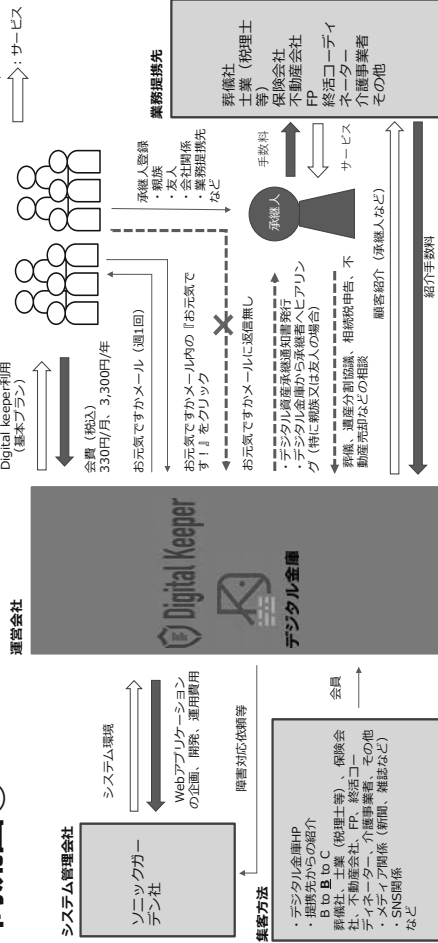 ：サービス
Digital keeper利用
（基本プラン）
会費（税込）
330円/月、3,300円/年
お元気ですかメール（週1回）
お元気ですかメール内の『お元気で
す！』をクリック
お元気ですかメールに返信無し
・デジタル資産承継通知書発行
・デジタル金庫から承継者へヒアリン
グ（特に親族又は友人の場合）
葬儀、遺産分割協議、相続税申告、不
動産売却などの相談
顧客紹介（承継人など）
紹介手数料
承継人登録
・親族
・友人
・会社関係
・業務提携先
など
承継人
手数料
サービス
業務提携先
葬儀社
士業（税理士
等）
保険会社
不動産会社
FP
終活コーディ
ネーター
介護事業者
その他
運営会社
Digital Keeper
デジタル金庫
システム管理会社
ソニックガー
デン社
システム環境
Webアプリケーション
の企画、開発、運用費用
障害対応依頼等
会員
集客方法
・デジタル金庫HP
・提携先からの紹介
B to B to C
葬儀社、士業（税理士等）、保険会
社、不動産会社、FP、終活コー
ディネーター、介護事業者、その他
・メディア関係（新聞、雑誌など）
・SNS関係
など